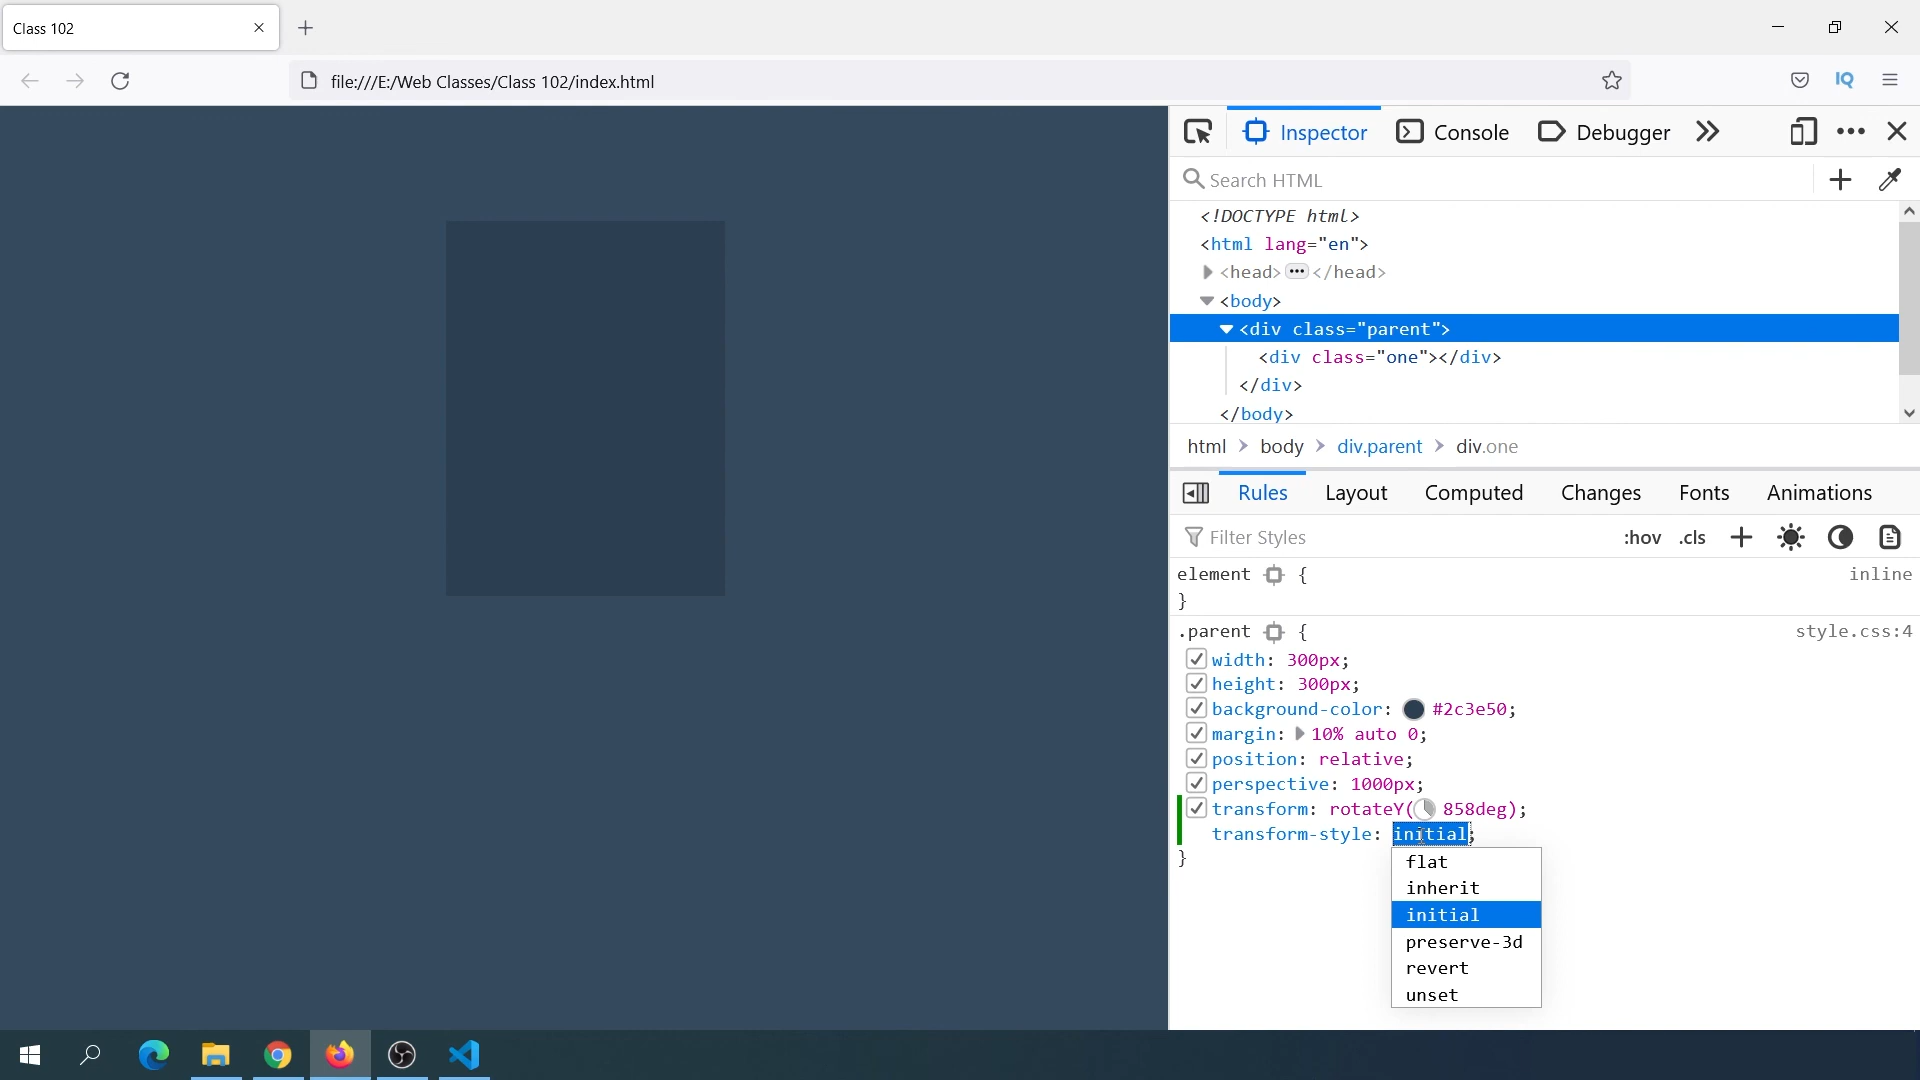 Class 102
file:///E:/Web Classes/Class 102/index.html
IQ
Inspector
Console
Debugger
Search HTML
<!DOCTYPE html>
<html lang="en">
<head> ••• </head>
<body>
<div class="parent">
<div class="one"></div>
</div>
</body>
html > body > div.parent > div.one
Rules Layout Computed Changes Fonts Animations
Filter Styles :hov .cls
element {
inline
}
.parent {
style.css:4
width: 300px;
height: 300px;
background-color: #2c3e50;
margin: 10% auto 0;
position: relative;
perspective: 1000px;
transform: rotateY( 858deg);
transform-style: initial;
}
flat
inherit
initial
preserve-3d
revert
unset